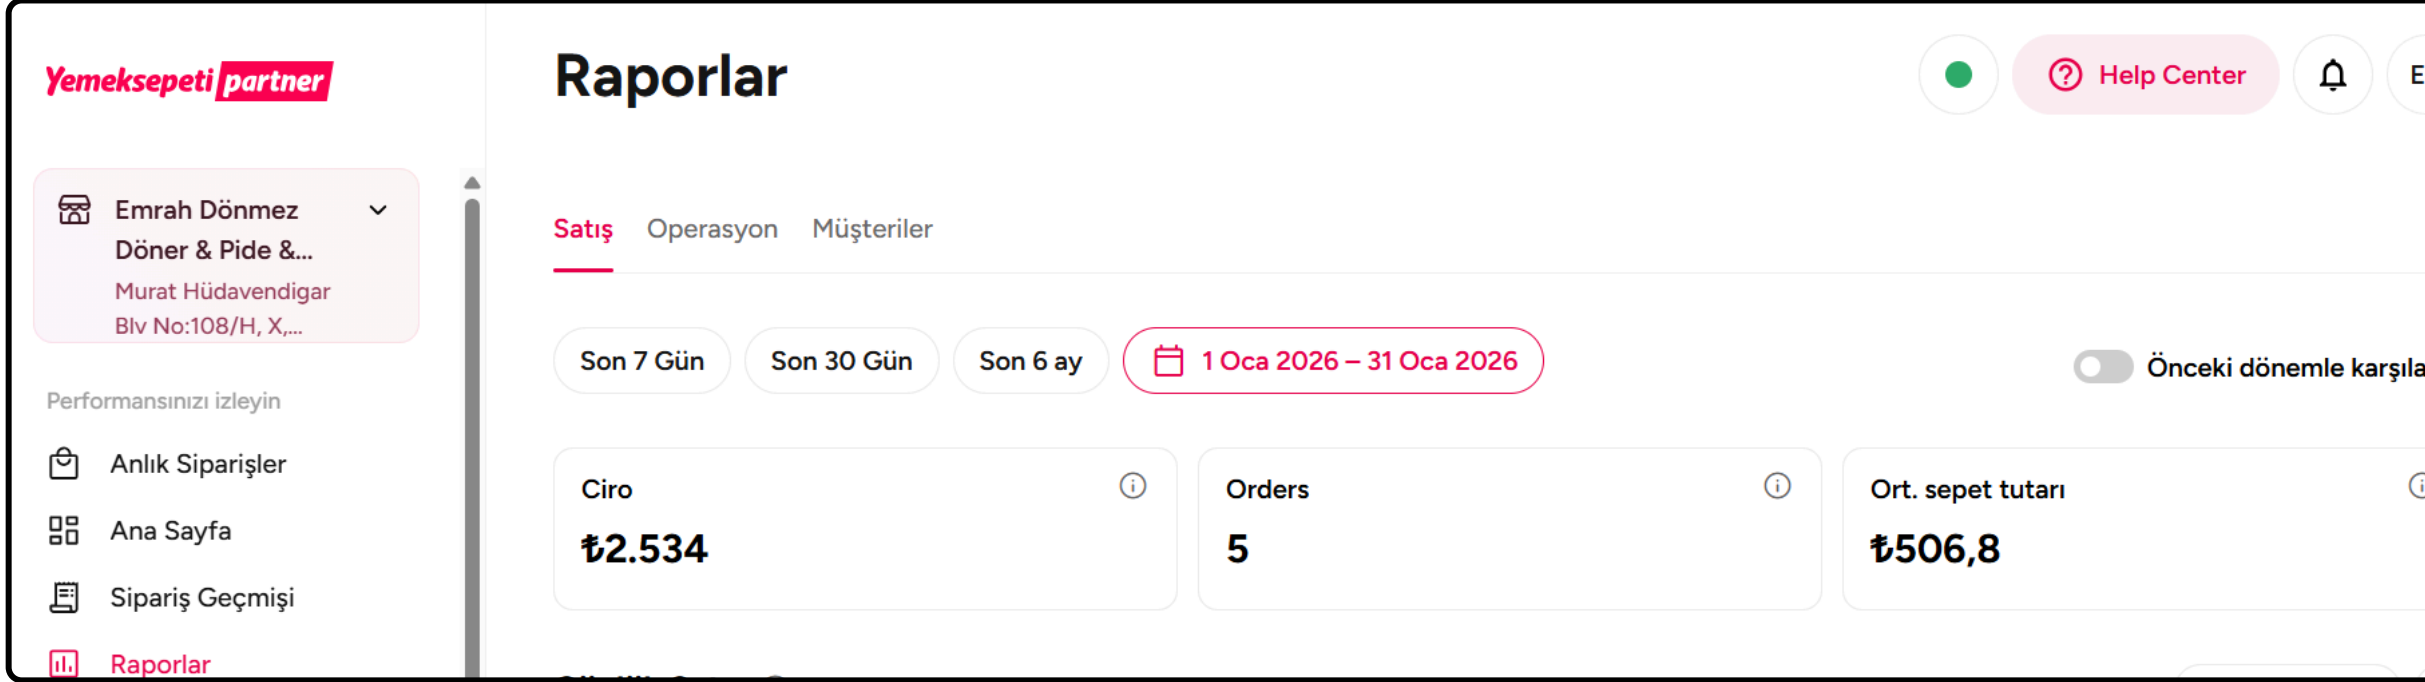 Yemeksepeti partner
Emrah Dönmez
Döner & Pide &...
Murat Hüdavendigar
Blv No:108/H, X,...
Performansınızı izleyin
Anlık Siparişler
Ana Sayfa
Sipariş Geçmişi
Raporlar
Raporlar
Help Center
E
Satış Operasyon Müşteriler
Son 7 Gün Son 30 Gün Son 6 ay 1 Oca 2026 – 31 Oca 2026
Önceki dönemle karşıla
Ciro
₺2.534
Orders
5
Ort. sepet tutarı
₺506,8